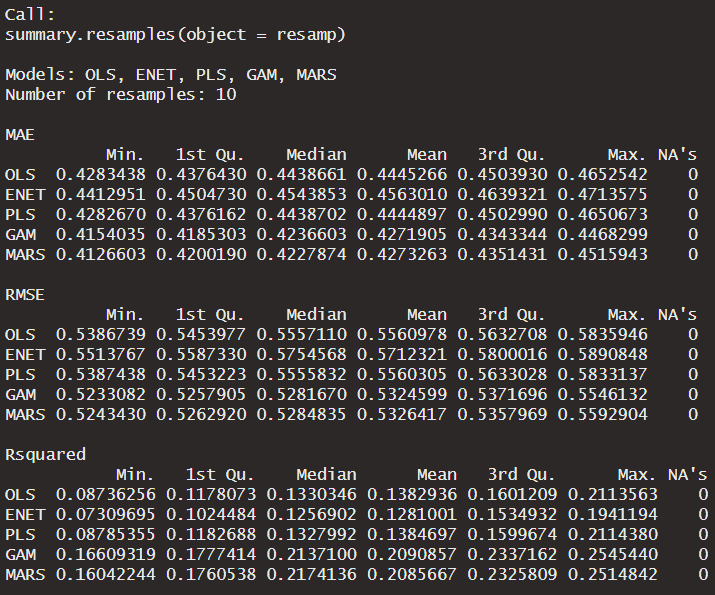 Call:
summary.resamples(object = resamp)
Models: OLS, ENET, PLS, GAM, MARS
Number of resamples: 10
MAE
Min. 1st Qu. Median Mean 3rd Qu. Max. NA's
OLS 0.4283438 0.4376430 0.4438661 0.4445266 0.4503930 0.4652542 0
ENET 0.4412951 0.4504730 0.4543853 0.4563010 0.4639321 0.4713575 0
PLS 0.4282670 0.4376162 0.4438702 0.4444897 0.4502990 0.4650673 0
GAM 0.4154035 0.4185303 0.4236603 0.4271905 0.4343344 0.4468299 0
MARS 0.4126603 0.4200190 0.4227874 0.4273263 0.4351431 0.4515943 0
RMSE
Min. 1st Qu. Median Mean 3rd Qu. Max. NA's
OLS 0.5386739 0.5453977 0.5557110 0.5560978 0.5632708 0.5835946 0
ENET 0.5513767 0.5587330 0.5754568 0.5712321 0.5800016 0.5890848 0
PLS 0.5387438 0.5453223 0.5555832 0.5560305 0.5633028 0.5833137 0
GAM 0.5233082 0.5257905 0.5281670 0.5324599 0.5371696 0.5546132 0
MARS 0.5243430 0.5262920 0.5284835 0.5326417 0.5357969 0.5592904 0
Rsquared
Min. 1st Qu. Median Mean 3rd Qu. Max. NA's
OLS 0.08736256 0.1178073 0.1330346 0.1382936 0.1601209 0.2113563 0
ENET 0.07309695 0.1024484 0.1256902 0.1281001 0.1534932 0.1941194 0
PLS 0.08785355 0.1182688 0.1327992 0.1384697 0.1599674 0.2114380 0
GAM 0.16609319 0.1777414 0.2137100 0.2090857 0.2337162 0.2545440 0
MARS 0.16042244 0.1760538 0.2174136 0.2085667 0.2325809 0.2514842 0